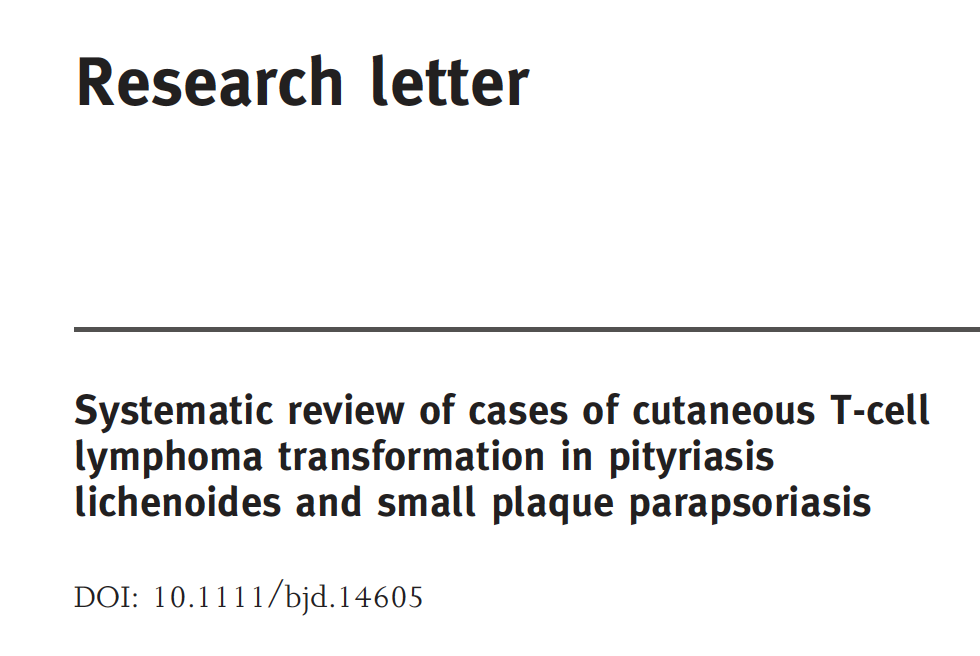 Research letter
Systematic review of cases of cutaneous T-cell
lymphoma transformation in pityriasis
lichenoides and small plaque parapsoriasis
DOI: 10.1111/bjd.14605